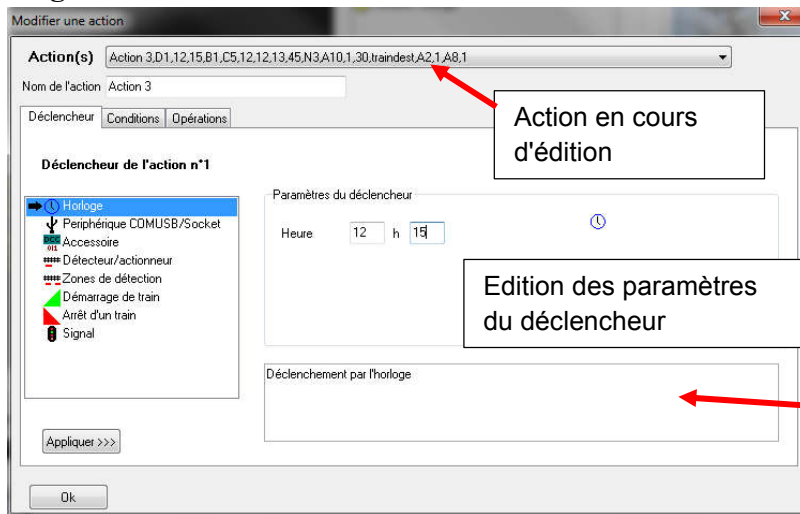 Modifier une action
Action(s) Action 3,D1,12,15,B1,C5,12,12,13,45,N3,A10,1,30,traindest,A2,1,A8,1
Nom de l'action Action 3
Action en cours
d'édition
Déclencheur Conditions Opérations
Déclencheur de l'action n°1
Horloge
Periphérique COMUSB/Socket
Accessoire
Détecteur/actionneur
Zones de détection
Démarrage de train
Arrêt d'un train
Signal
Paramètres du déclencheur
Heure 12 h 15
Edition des paramètres
du déclencheur
Déclenchement par l'horloge
Appliquer >>>
Ok